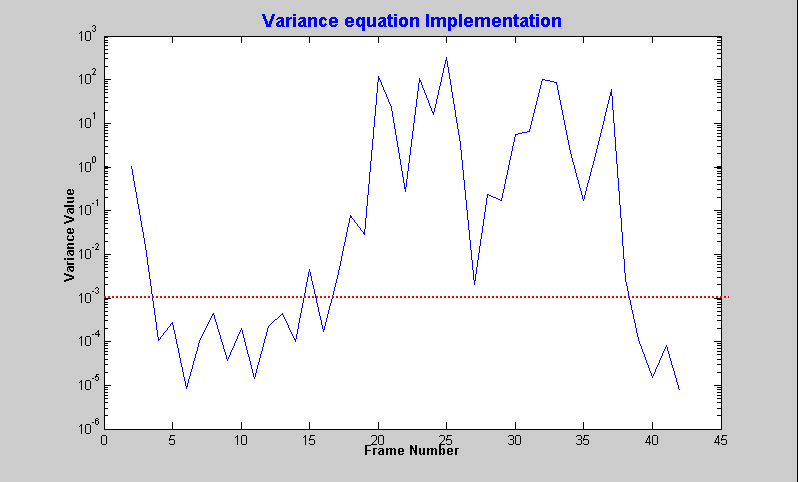 Variance equation Implementation
Variance Value
10^3
10^2
10^1
10^0
10^-1
10^-2
10^-3
10^-4
10^-5
10^-6
0 5 10 15 20 25 30 35 40 45
Frame Number